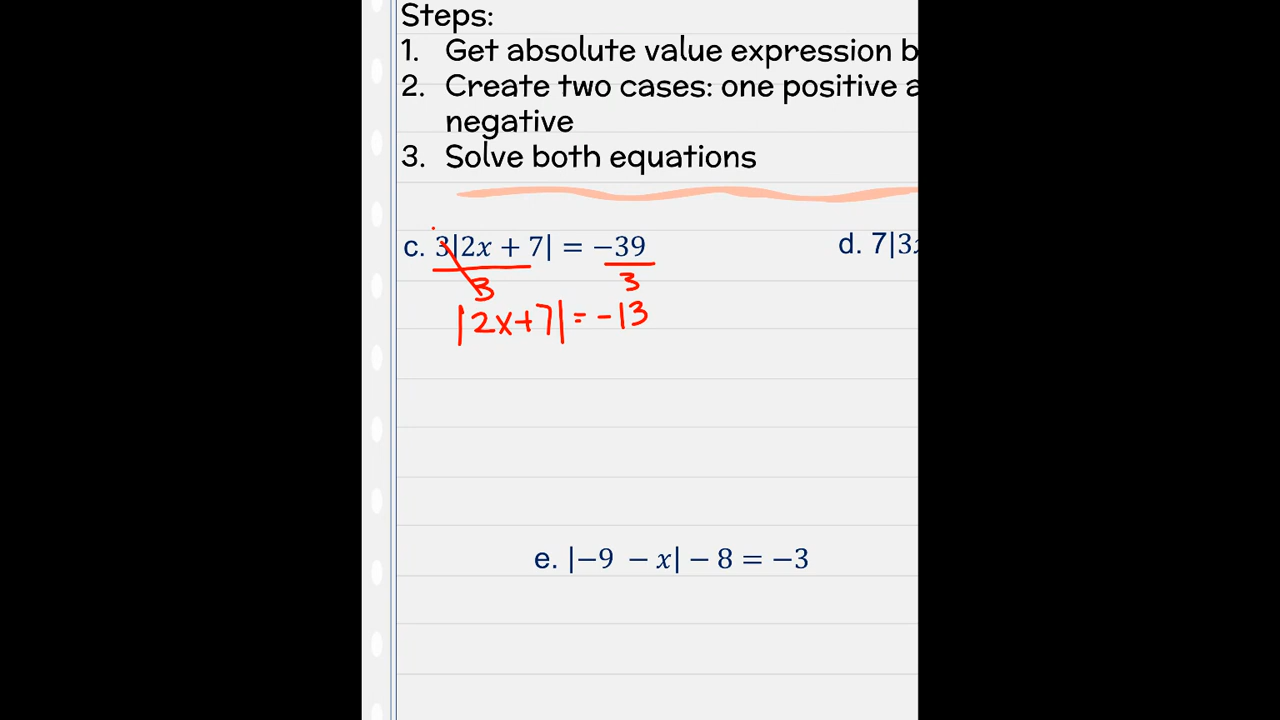 Steps:
1. Get absolute value expression b
2. Create two cases: one positive a
negative
3. Solve both equations
c. 3|2x + 7| = −39
d. 7|3x
3
3
|2x+7| = -13
e. |−9 − x| − 8 = −3